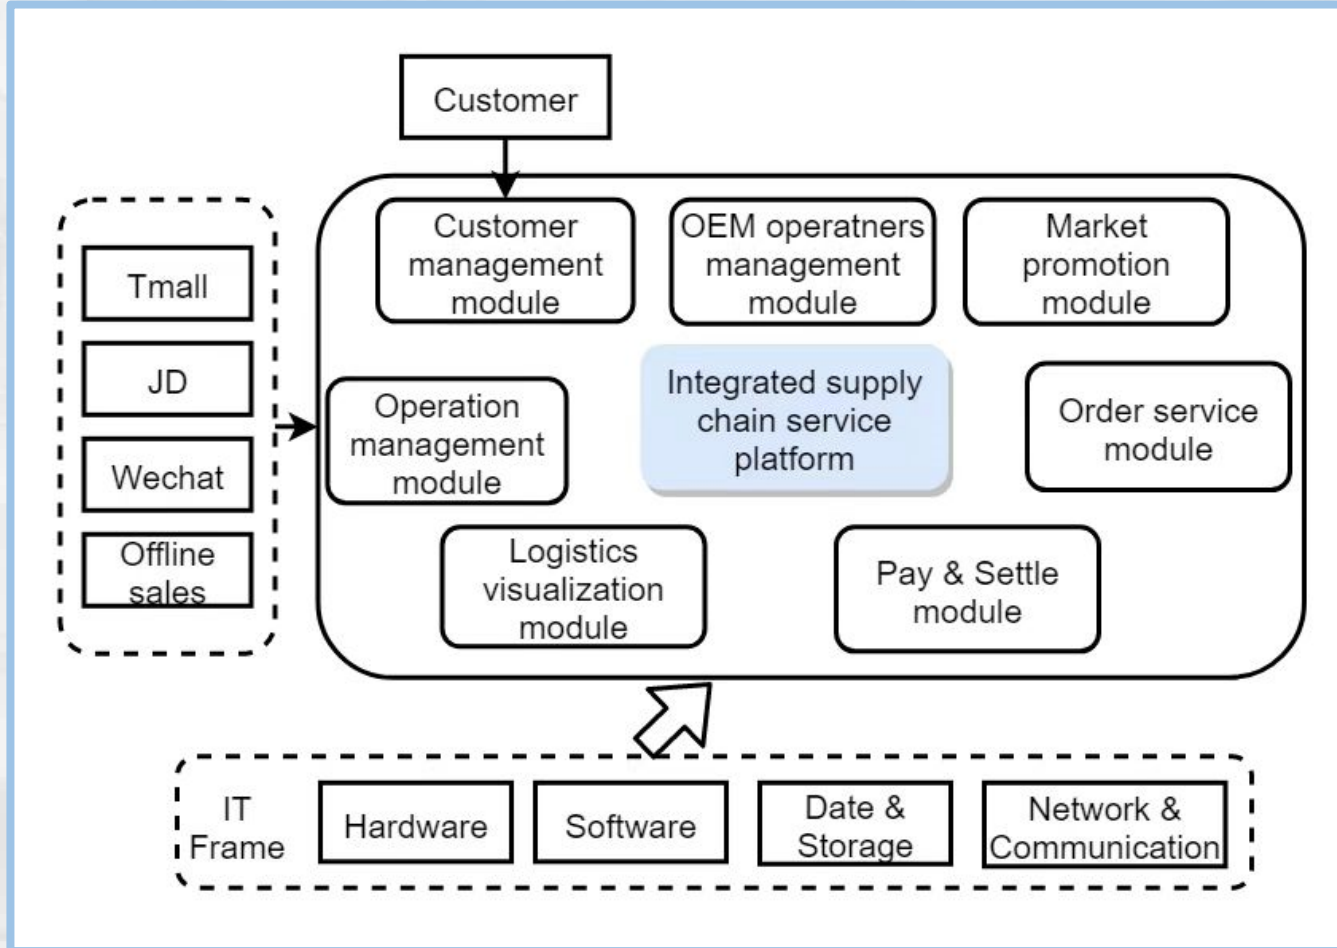 Customer
Customer
management
module
OEM operatners
management
module
Market
promotion
module
Tmall
JD
Wechat
Offline
sales
Operation
management
module
Integrated supply
chain service
platform
Order service
module
Logistics
visualization
module
Pay & Settle
module
IT
Frame
Hardware
Software
Date &
Storage
Network &
Communication